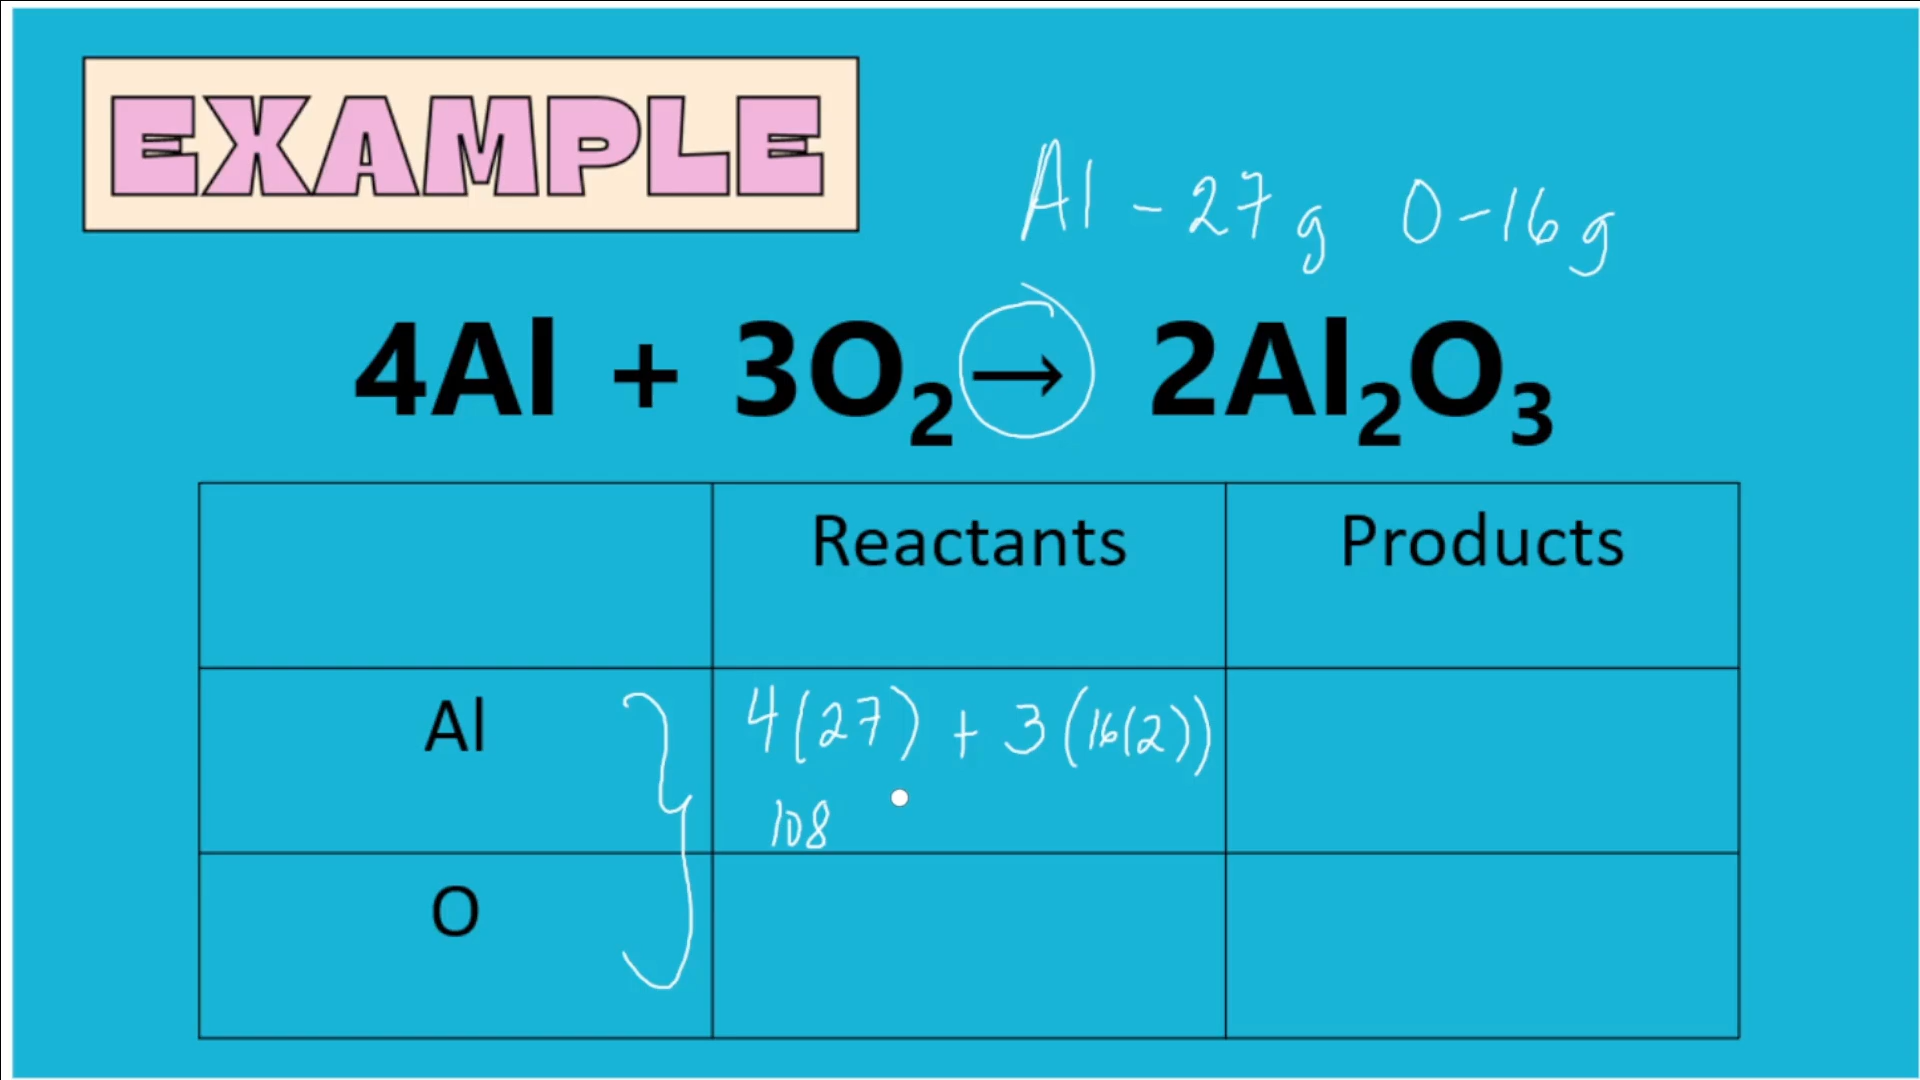 EXAMPLE
Al - 27g O - 16g
4Al + 3O₂ → 2Al₂O₃
Reactants Products
Al 4(27) + 3(16(2))
108
O